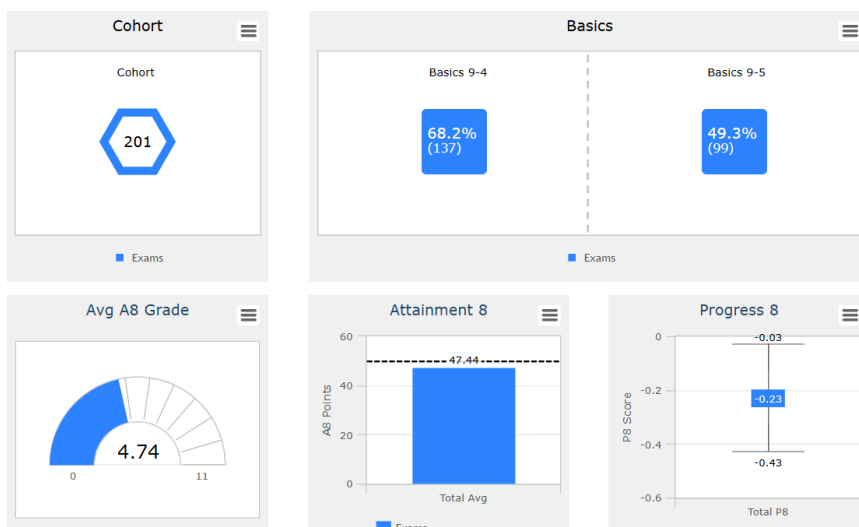 Cohort
Cohort
201
Exams
Basics
Basics 9-4
Basics 9-5
68.2%
(137)
49.3%
(99)
Exams
Avg A8 Grade
4.74
0
11
Attainment 8
60
47.44
40
A8 Points
20
0
Total Avg
Exams
Progress 8
0
-0.03
-0.2
-0.23
P8 Score
-0.4
-0.43
-0.6
Total P8